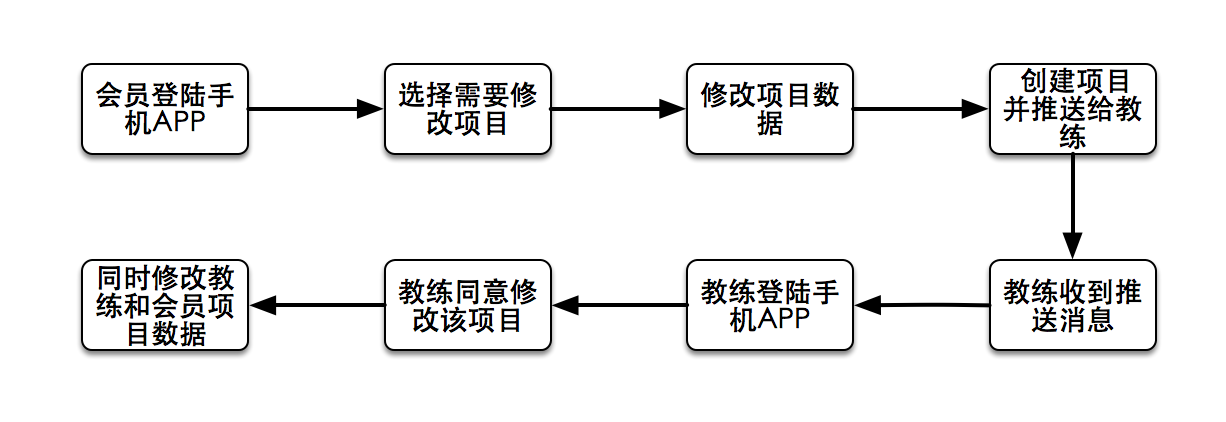 会员登陆手
机APP
选择需要修
改项目
修改项目数
据
创建项目
并推送给教
练
教练收到推
送消息
教练登陆手
机APP
教练同意修
改该项目
同时修改教
练和会员项
目数据